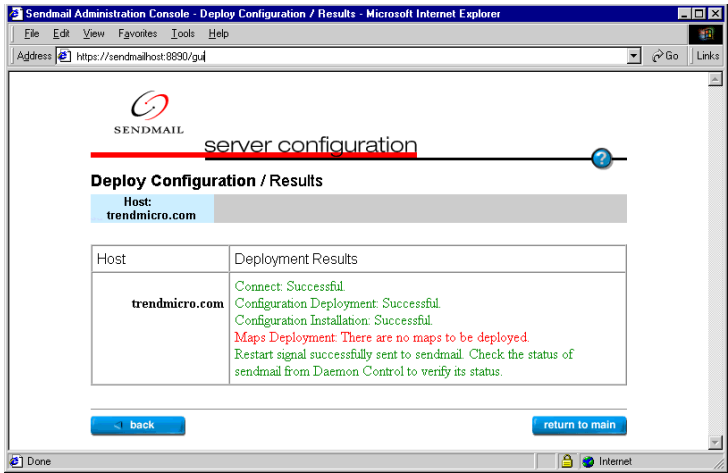 Sendmail Administration Console - Deploy Configuration / Results - Microsoft Internet Explorer
File Edit View Favorites Tools Help
Address https://sendmailhost:8890/gui Go Links
SENDMAIL
server configuration
?
Deploy Configuration / Results
Host:
trendmicro.com
Host Deployment Results
Connect: Successful.
trendmicro.com Configuration Deployment: Successful.
Configuration Installation: Successful.
Maps Deployment: There are no maps to be deployed.
Restart signal successfully sent to sendmail. Check the status of
sendmail from Daemon Control to verify its status.
back return to main
Done Internet